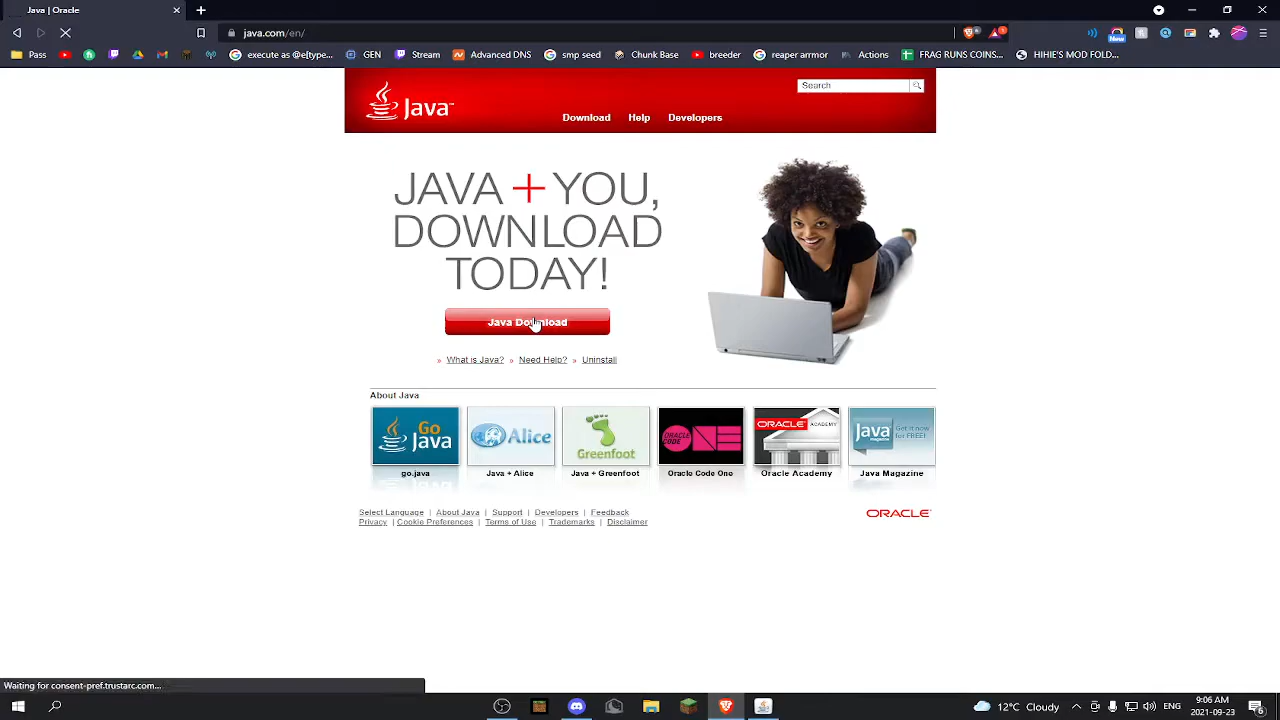 Java | Oracle
java.com/en/
New
Pass
execute as@etype...
GEN
Stream
Advanced DNS
smp seed
Chunk Base
breeder
reaper armor
Actions
FRAG RUNS COINS...
HIHIE'S MOD FOL...
Java
Search
Download
Help
Developers
JAVA + YOU,
DOWNLOAD
TODAY!
Java Download
» What is Java? » Need Help? » Uninstall
About Java
Go
Java
Alice
Greenfoot
ORACLE
CODE
ONE
ORACLE ACADEMY
Java
magazine
Get it now
for FREE!
go.java
Java + Alice
Java + Greenfoot
Oracle Code One
Oracle Academy
Java Magazine
Select Language | About Java | Support | Developers | Feedback
Privacy | Cookie Preferences | Terms of Use | Trademarks | Disclaimer
ORACLE
Waiting for consent-pref.trustarc.com...
12°C Cloudy
9:06 AM
2021-09-23